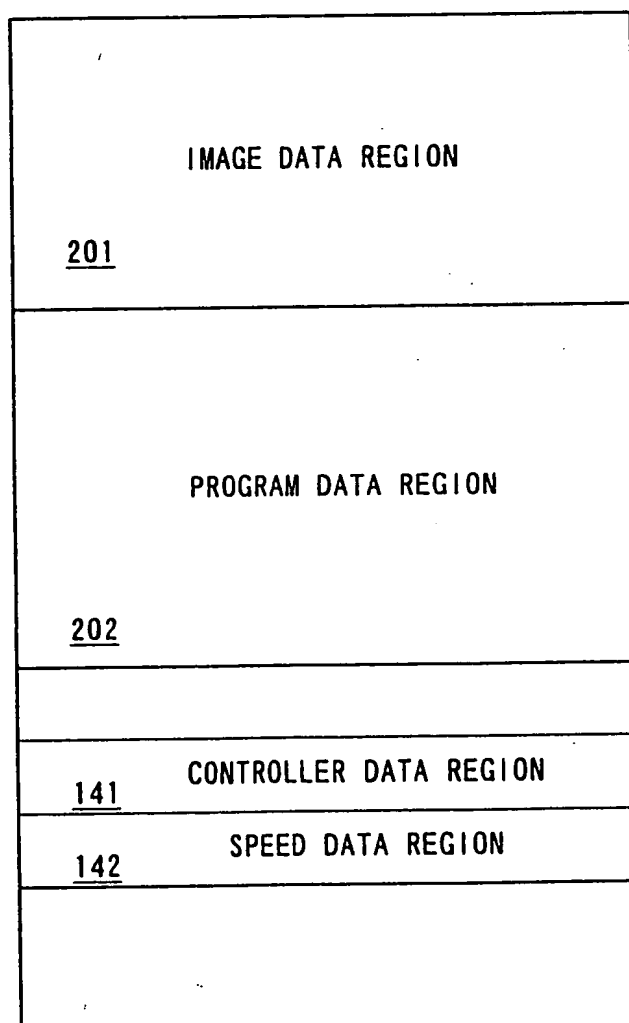 IMAGE DATA REGION
201
PROGRAM DATA REGION
202
CONTROLLER DATA REGION
141
SPEED DATA REGION
142